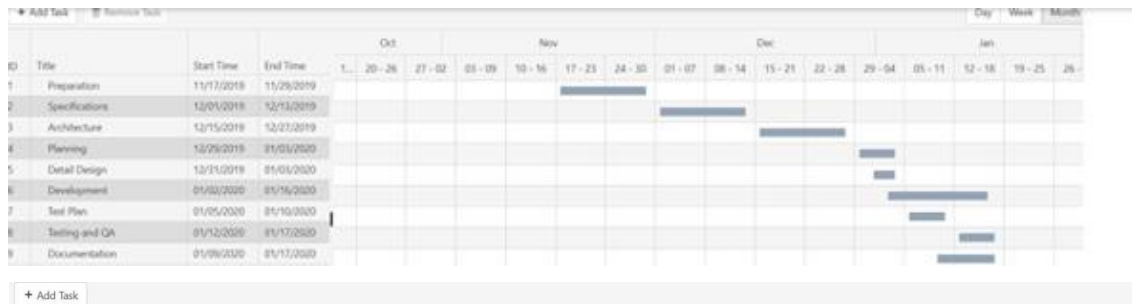 + Add Task Remove Task Day Week Month
Oct Nov Dec Jan
ID Title Start Time End Time 1... 20 - 26 27 - 02 03 - 09 10 - 16 17 - 23 24 - 30 01 - 07 08 - 14 15 - 21 22 - 28 29 - 04 05 - 11 12 - 18 19 - 25 26 -
1 Preparation 11/17/2019 11/29/2019
2 Specifications 12/01/2019 12/13/2019
3 Architecture 12/15/2019 12/27/2019
4 Planning 12/29/2019 01/03/2020
5 Detail Design 12/31/2019 01/03/2020
6 Development 01/02/2020 01/16/2020
7 Test Plan 01/05/2020 01/10/2020
8 Testing and QA 01/12/2020 01/17/2020
9 Documentation 01/09/2020 01/17/2020
+ Add Task